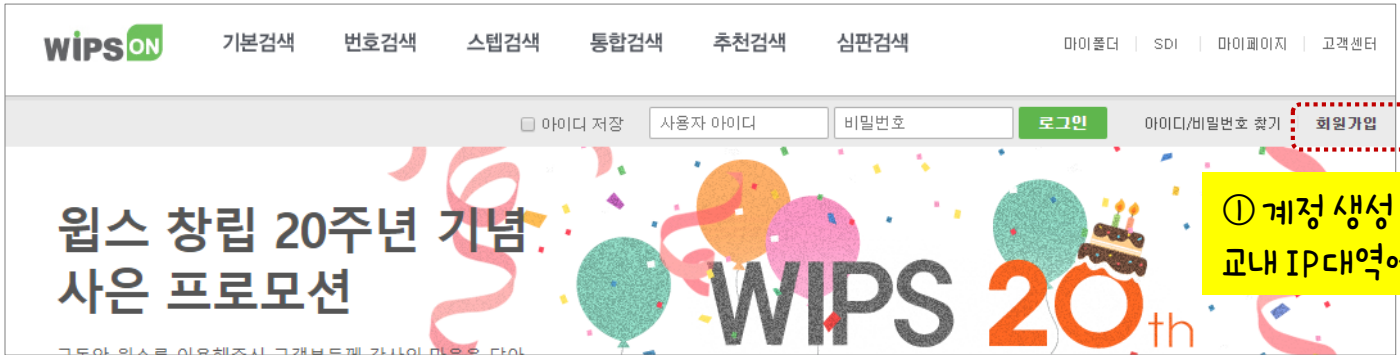 WIPS ON 기본검색 번호검색 스텝검색 통합검색 추천검색 심판검색 마이폴더 SDI 마이페이지 고객센터
아이디 저장 사용자 아이디 비밀번호 로그인 아이디/비밀번호 찾기 회원가입
윕스 창립 20주년 기념
사은 프로모션
WIPS 20th
① 계정 생성
교내 IP대역에